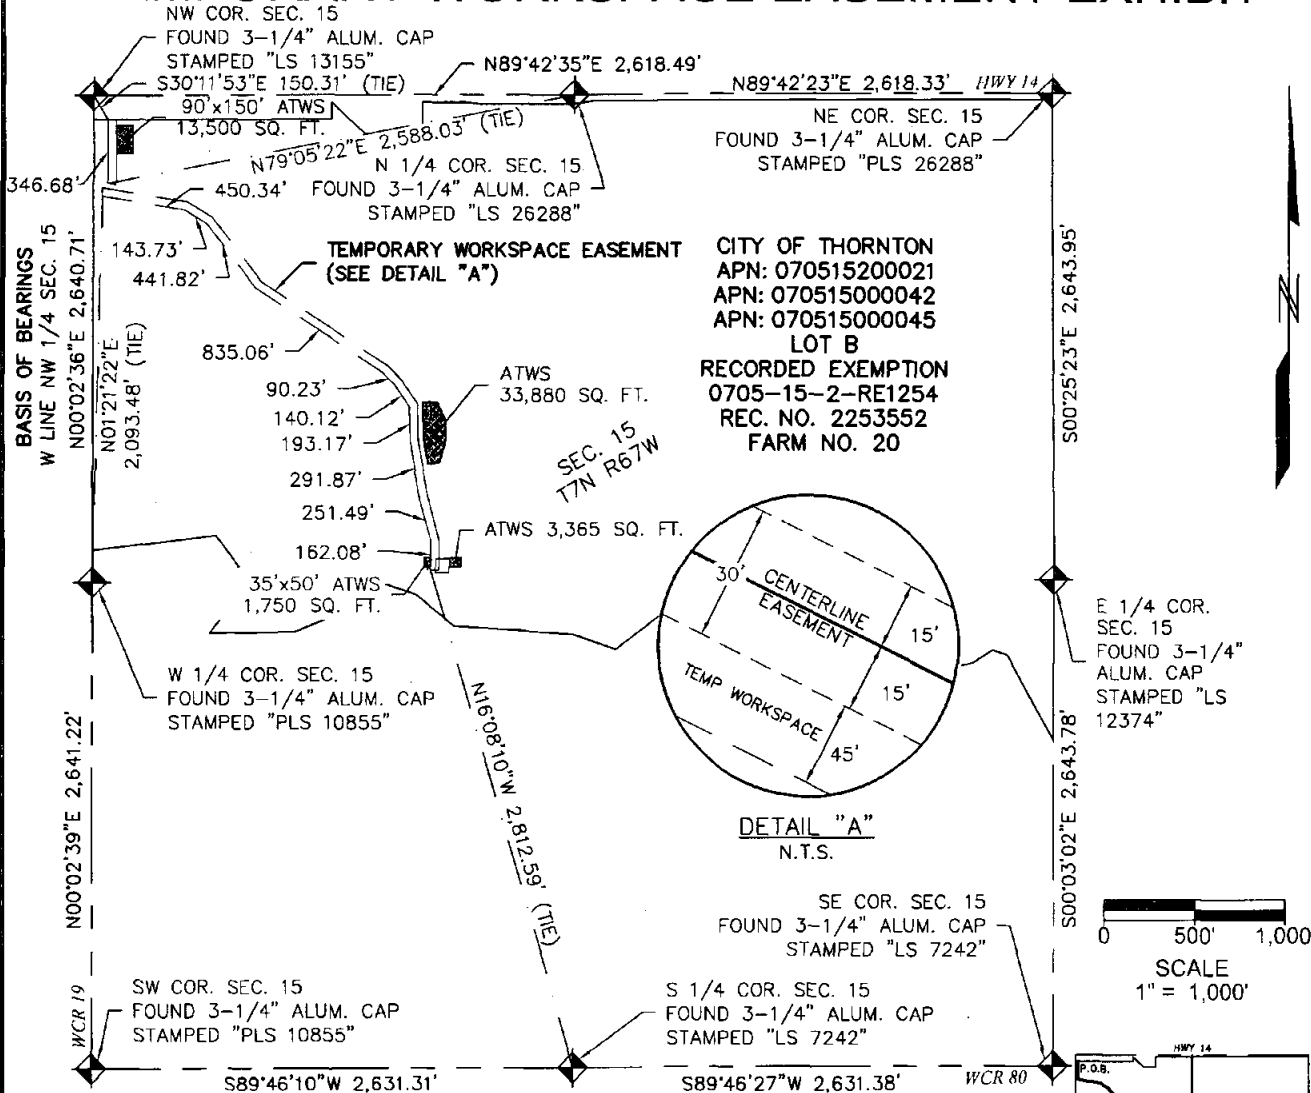 WORKSPACE EASEMENT EXHIBIT
NW COR. SEC. 15
FOUND 3-1/4" ALUM. CAP
STAMPED "LS 13155"
S30°11'53"E 150.31' (TIE)
90'x150' ATWS
13,500 SQ. FT.
N89°42'35"E 2,618.49'
N89°42'23"E 2,618.33'
HWY 14
N79°05'22"E 2,588.03' (TIE)
N 1/4 COR. SEC. 15
FOUND 3-1/4" ALUM. CAP
STAMPED "LS 26288"
NE COR. SEC. 15
FOUND 3-1/4" ALUM. CAP
STAMPED "PLS 26288"
346.68'
450.34'
143.73'
441.82'
TEMPORARY WORKSPACE EASEMENT
(SEE DETAIL "A")
CITY OF THORNTON
APN: 070515200021
APN: 070515000042
APN: 070515000045
LOT B
RECORDED EXEMPTION
0705-15-2-RE1254
REC. NO. 2253552
FARM NO. 20
BASIS OF BEARINGS
W LINE NW 1/4 SEC. 15
N00°02'36"E 2,640.71'
N01°21'22"E
2,093.48' (TIE)
S00°25'23"E 2,643.95'
N
835.06'
90.23'
140.12'
193.17'
291.87'
251.49'
162.08'
ATWS
33,880 SQ. FT.
SEC. 15
T7N R67W
ATWS 3,365 SQ. FT.
35'x50' ATWS
1,750 SQ. FT.
30'
CENTERLINE
EASEMENT
15'
15'
TEMP WORKSPACE
45'
DETAIL "A"
N.T.S.
W 1/4 COR. SEC. 15
FOUND 3-1/4" ALUM. CAP
STAMPED "PLS 10855"
E 1/4 COR.
SEC. 15
FOUND 3-1/4"
ALUM. CAP
STAMPED "LS
12374"
N00°02'39"E 2,641.22'
N16°08'10"W 2,812.59' (TIE)
S00°03'02"E 2,643.78'
SE COR. SEC. 15
FOUND 3-1/4" ALUM. CAP
STAMPED "LS 7242"
0 500' 1,000
SCALE
1" = 1,000'
WCR 19
SW COR. SEC. 15
FOUND 3-1/4" ALUM. CAP
STAMPED "PLS 10855"
S 1/4 COR. SEC. 15
FOUND 3-1/4" ALUM. CAP
STAMPED "LS 7242"
S89°46'10"W 2,631.31'
S89°46'27"W 2,631.38'
WCR 80
HWY 14
P.O.B.